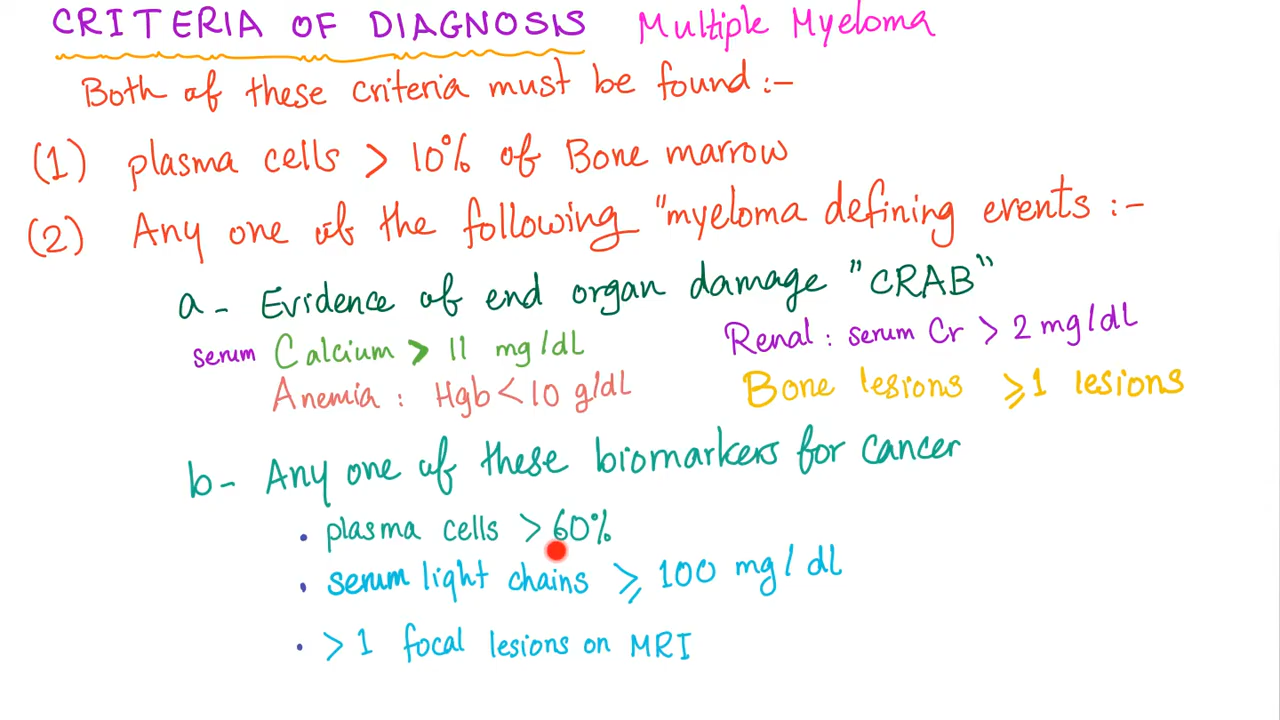 CRITERIA OF DIAGNOSIS Multiple Myeloma
Both of these criteria must be found :-
(1) plasma cells > 10% of Bone marrow
(2) Any one of the following "myeloma defining events :-
a - Evidence of end organ damage "CRAB"
serum Calcium > 11 mg/dL Renal : serum Cr > 2 mg/dL
Anemia : Hgb < 10 g/dL Bone lesions ⩾1 lesions
b - Any one of these biomarkers for cancer
• plasma cells > 60%
• serum light chains ⩾ 100 mg/dL
• > 1 focal lesions on MRI